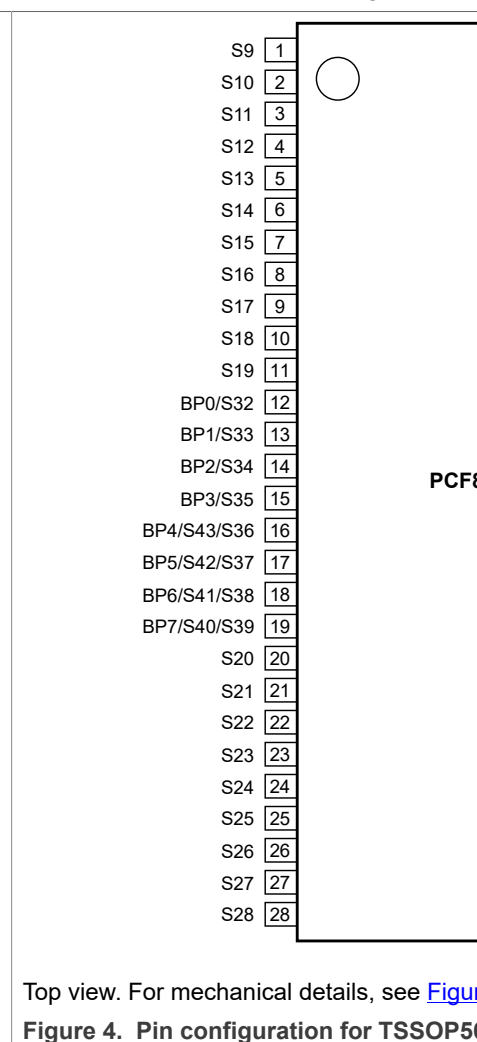 S9 1
S10 2
S11 3
S12 4
S13 5
S14 6
S15 7
S16 8
S17 9
S18 10
S19 11
BP0/S32 12
BP1/S33 13
BP2/S34 14
BP3/S35 15
BP4/S43/S36 16
BP5/S42/S37 17
BP6/S41/S38 18
BP7/S40/S39 19
S20 20
S21 21
S22 22
S23 23
S24 24
S25 25
S26 26
S27 27
S28 28
Top view. For mechanical details, see
Figure 4. Pin configuration for